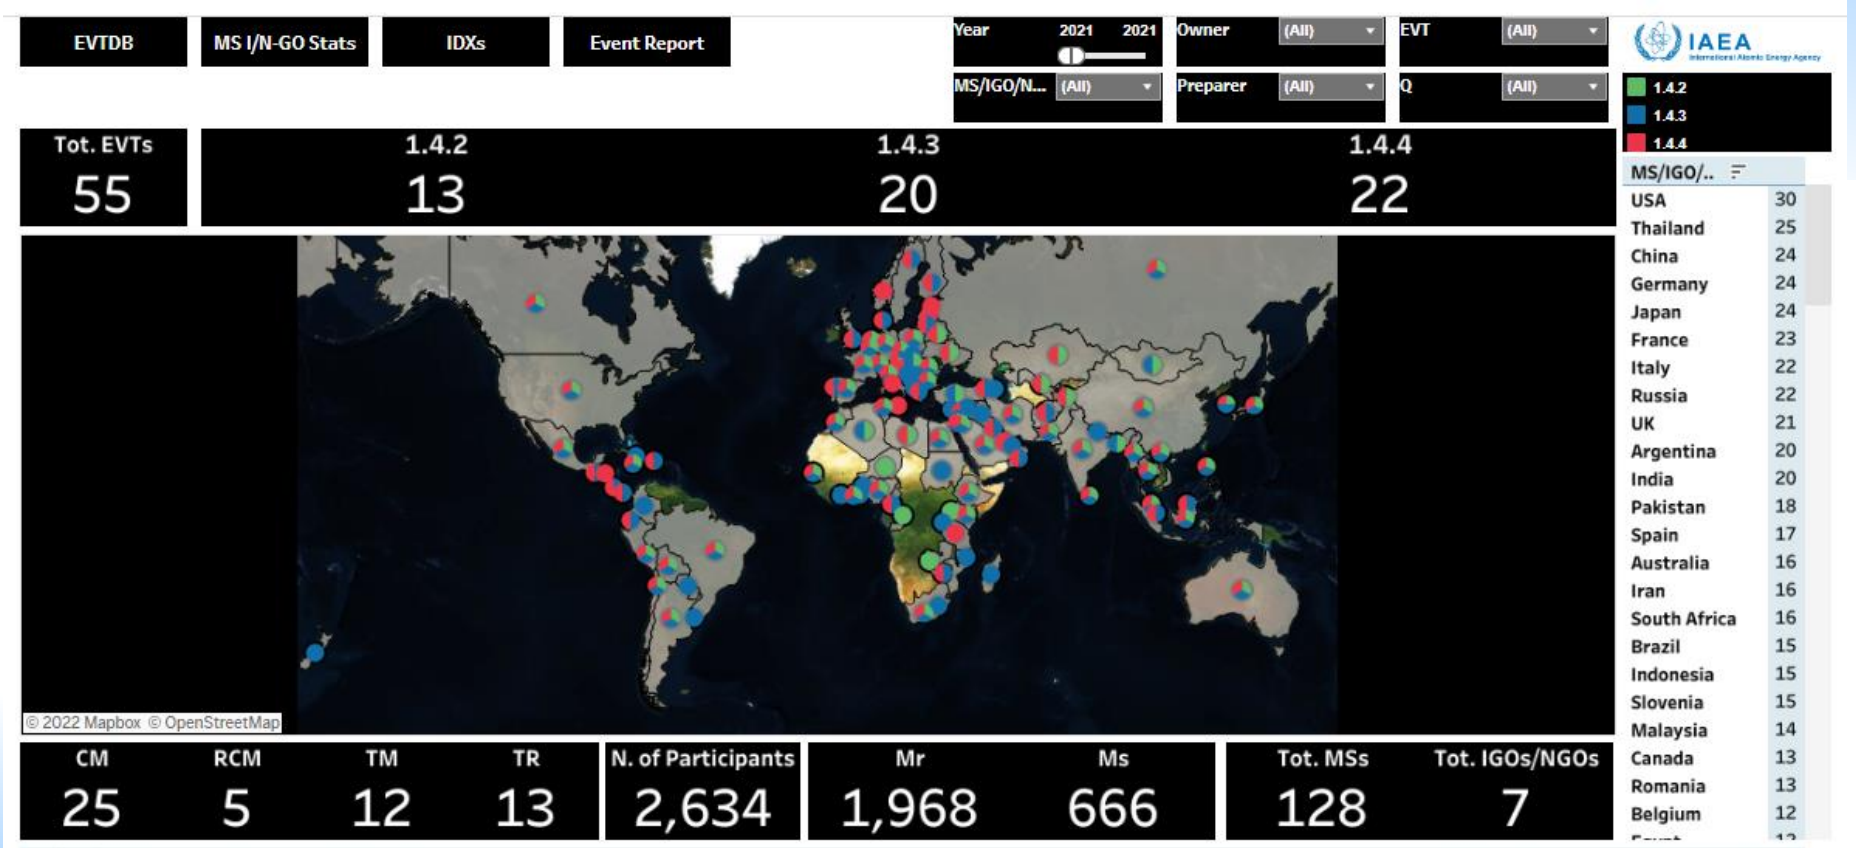 EVTDB
MS I/N-GO Stats
IDXs
Event Report
Year 2021 2021
Owner (All)
EVT (All)
MS/IGO/N... (All)
Preparer (All)
Q (All)
IAEA
International Atomic Energy Agency
1.4.2
1.4.3
1.4.4
Tot. EVTs
55
1.4.2
13
1.4.3
20
1.4.4
22
MS/IGO/..
USA 30
Thailand 25
China 24
Germany 24
Japan 24
France 23
Italy 22
Russia 22
UK 21
Argentina 20
India 20
Pakistan 18
Spain 17
Australia 16
Iran 16
South Africa 16
Brazil 15
Indonesia 15
Slovenia 15
Malaysia 14
Canada 13
Romania 13
Belgium 12
© 2022 Mapbox © OpenStreetMap
CM
25
RCM
5
TM
12
TR
13
N. of Participants
2,634
Mr
1,968
Ms
666
Tot. MSs
128
Tot. IGOs/NGOs
7